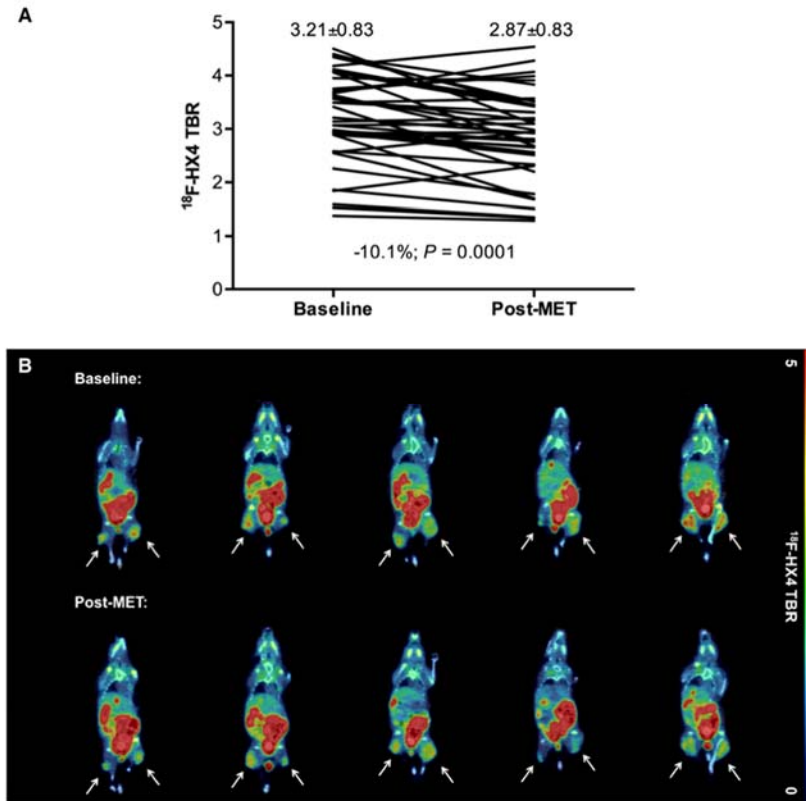 A
3.21±0.83 2.87±0.83
5
4
3
2
1
0
¹⁸F-HX4 TBR
-10.1%; P = 0.0001
Baseline Post-MET
B
Baseline:
Post-MET:
5
¹⁸F-HX4 TBR
0